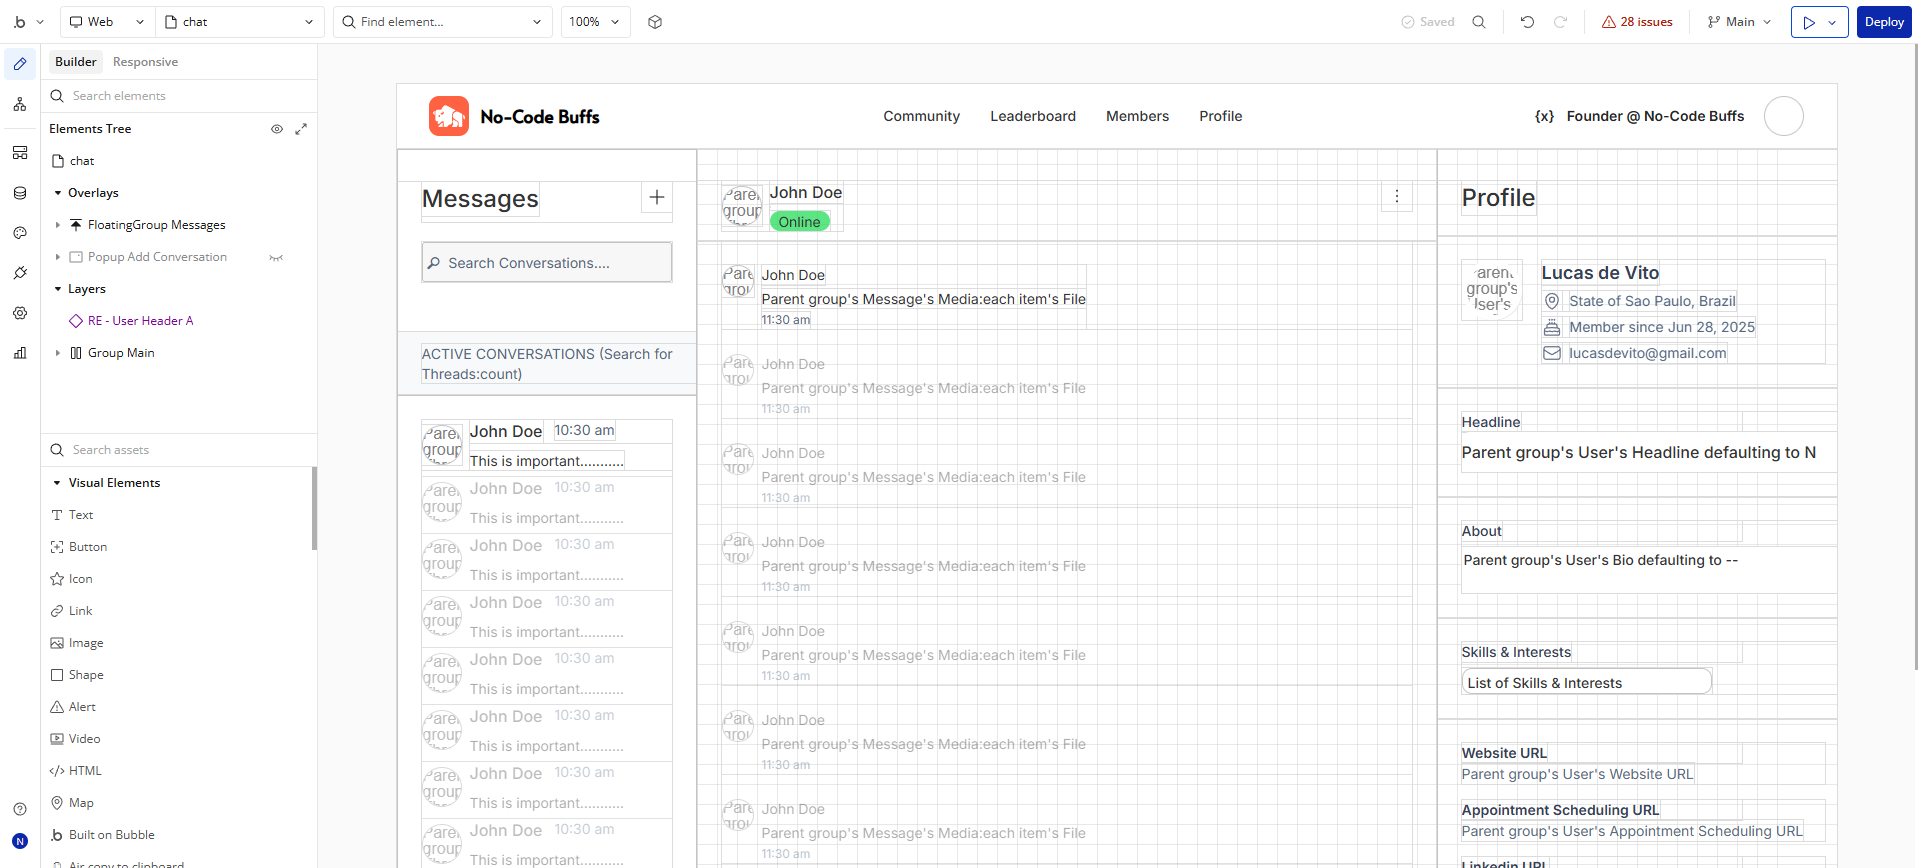 Web
chat
Find element...
100%
Saved
28 issues
Main
Deploy
Builder
Responsive
Search elements
Elements Tree
chat
Overlays
FloatingGroup Messages
Popup Add Conversation
Layers
RE - User Header A
Group Main
Search assets
Visual Elements
Text
Button
Icon
Link
Image
Shape
Alert
Video
HTML
Map
Built on Bubble
Air copy to clipboard
N
No-Code Buffs
Community
Leaderboard
Members
Profile
{x}
Founder @ No-Code Buffs
Messages
Search Conversations....
ACTIVE CONVERSATIONS (Search for
Threads:count)
John Doe
10:30 am
This is important...........
John Doe
10:30 am
This is important...........
John Doe
10:30 am
This is important...........
John Doe
10:30 am
This is important...........
John Doe
10:30 am
This is important...........
John Doe
10:30 am
This is important...........
John Doe
10:30 am
This is important...........
John Doe
10:30 am
This is important...........
John Doe
Online
John Doe
Parent group's Message's Media:each item's File
11:30 am
John Doe
Parent group's Message's Media:each item's File
11:30 am
John Doe
Parent group's Message's Media:each item's File
11:30 am
John Doe
Parent group's Message's Media:each item's File
11:30 am
John Doe
Parent group's Message's Media:each item's File
11:30 am
John Doe
Parent group's Message's Media:each item's File
11:30 am
John Doe
Parent group's Message's Media:each item's File
11:30 am
Profile
Lucas de Vito
State of Sao Paulo, Brazil
Member since Jun 28, 2025
lucasdevito@gmail.com
Headline
Parent group's User's Headline defaulting to N
About
Parent group's User's Bio defaulting to --
Skills & Interests
List of Skills & Interests
Website URL
Parent group's User's Website URL
Appointment Scheduling URL
Parent group's User's Appointment Scheduling URL
Linkedin URL